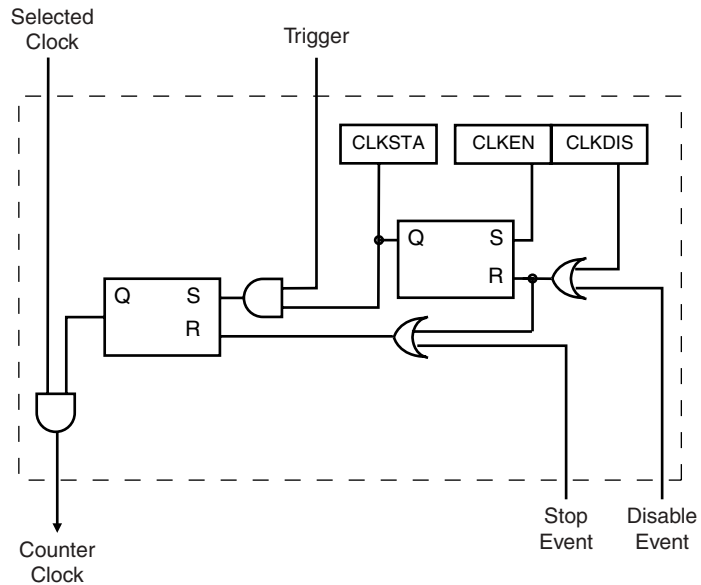 Selected
Clock
Trigger
CLKSTA
CLKEN
CLKDIS
Q
S
R
Q
S
R
Stop
Event
Disable
Event
Counter
Clock